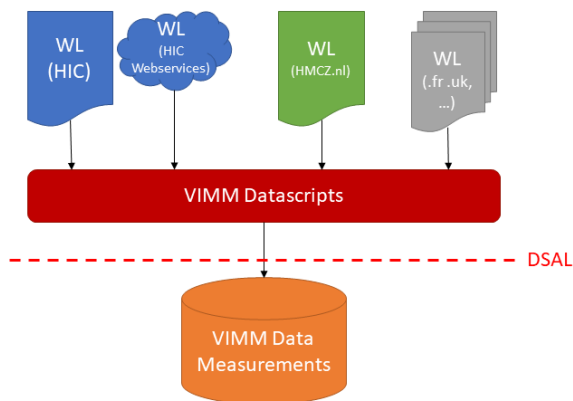 WL
(HIC)
WL
(HIC
Webservices)
WL
(HMCZ.nl)
WL
(.fr .uk,
...)
VIMM Datascripts
DSAL
VIMM Data
Measurements